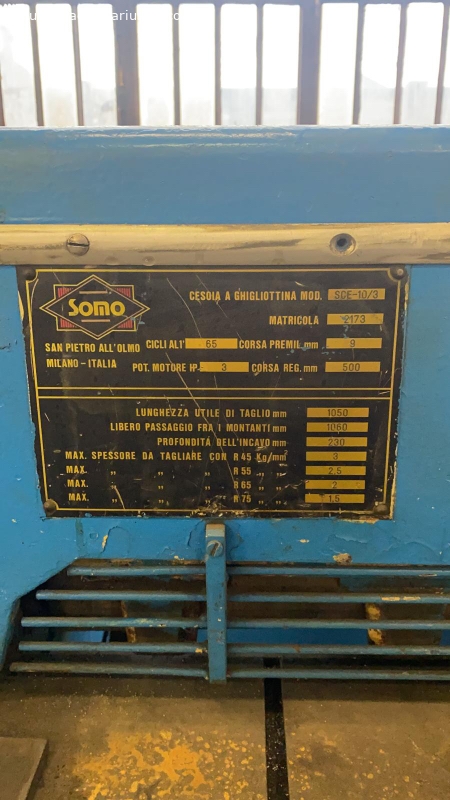 SOMO
SAN PIETRO ALL'OLMO
MILANO - ITALIA
CESOIA A GHIGLIOTTINA MOD. SCE-10/3
MATRICOLA 2173
CICLI AL I' 65 CORSA PREMIL. mm 9
POT. MOTORE IP- 3 CORSA REG. mm 500
LUNGHEZZA UTILE DI TAGLIO mm 1050
LIBERO PASSAGGIO FRA I MONTANTI mm 1060
PROFONDITÁ DELL'INCAVO mm 230
MAX. SPESSORE DA TAGLIARE CON R 45 Kg/mm² 3
MAX. ,, ,, ,, R 55 ,, ,, 2.5
MAX. ,, ,, ,, R 65 ,, ,, 2
MAX. ,, ,, ,, R 75 ,, ,, 1.5